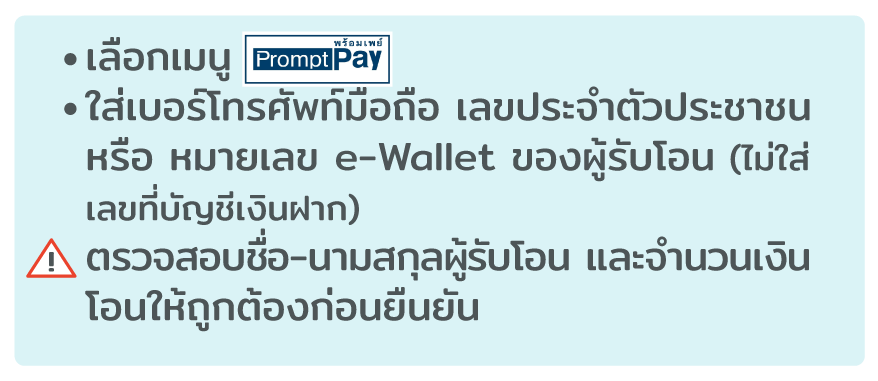 • เลือกเมนู พร้อมเพย์ PromptPay
• ใส่เบอร์โทรศัพท์มือถือ เลขประจำตัวประชาชน
หรือ หมายเลข e-Wallet ของผู้รับโอน (ไม่ใส่
เลขที่บัญชีเงินฝาก)
! ตรวจสอบชื่อ-นามสกุลผู้รับโอน และจำนวนเงิน
โอนให้ถูกต้องก่อนยืนยัน